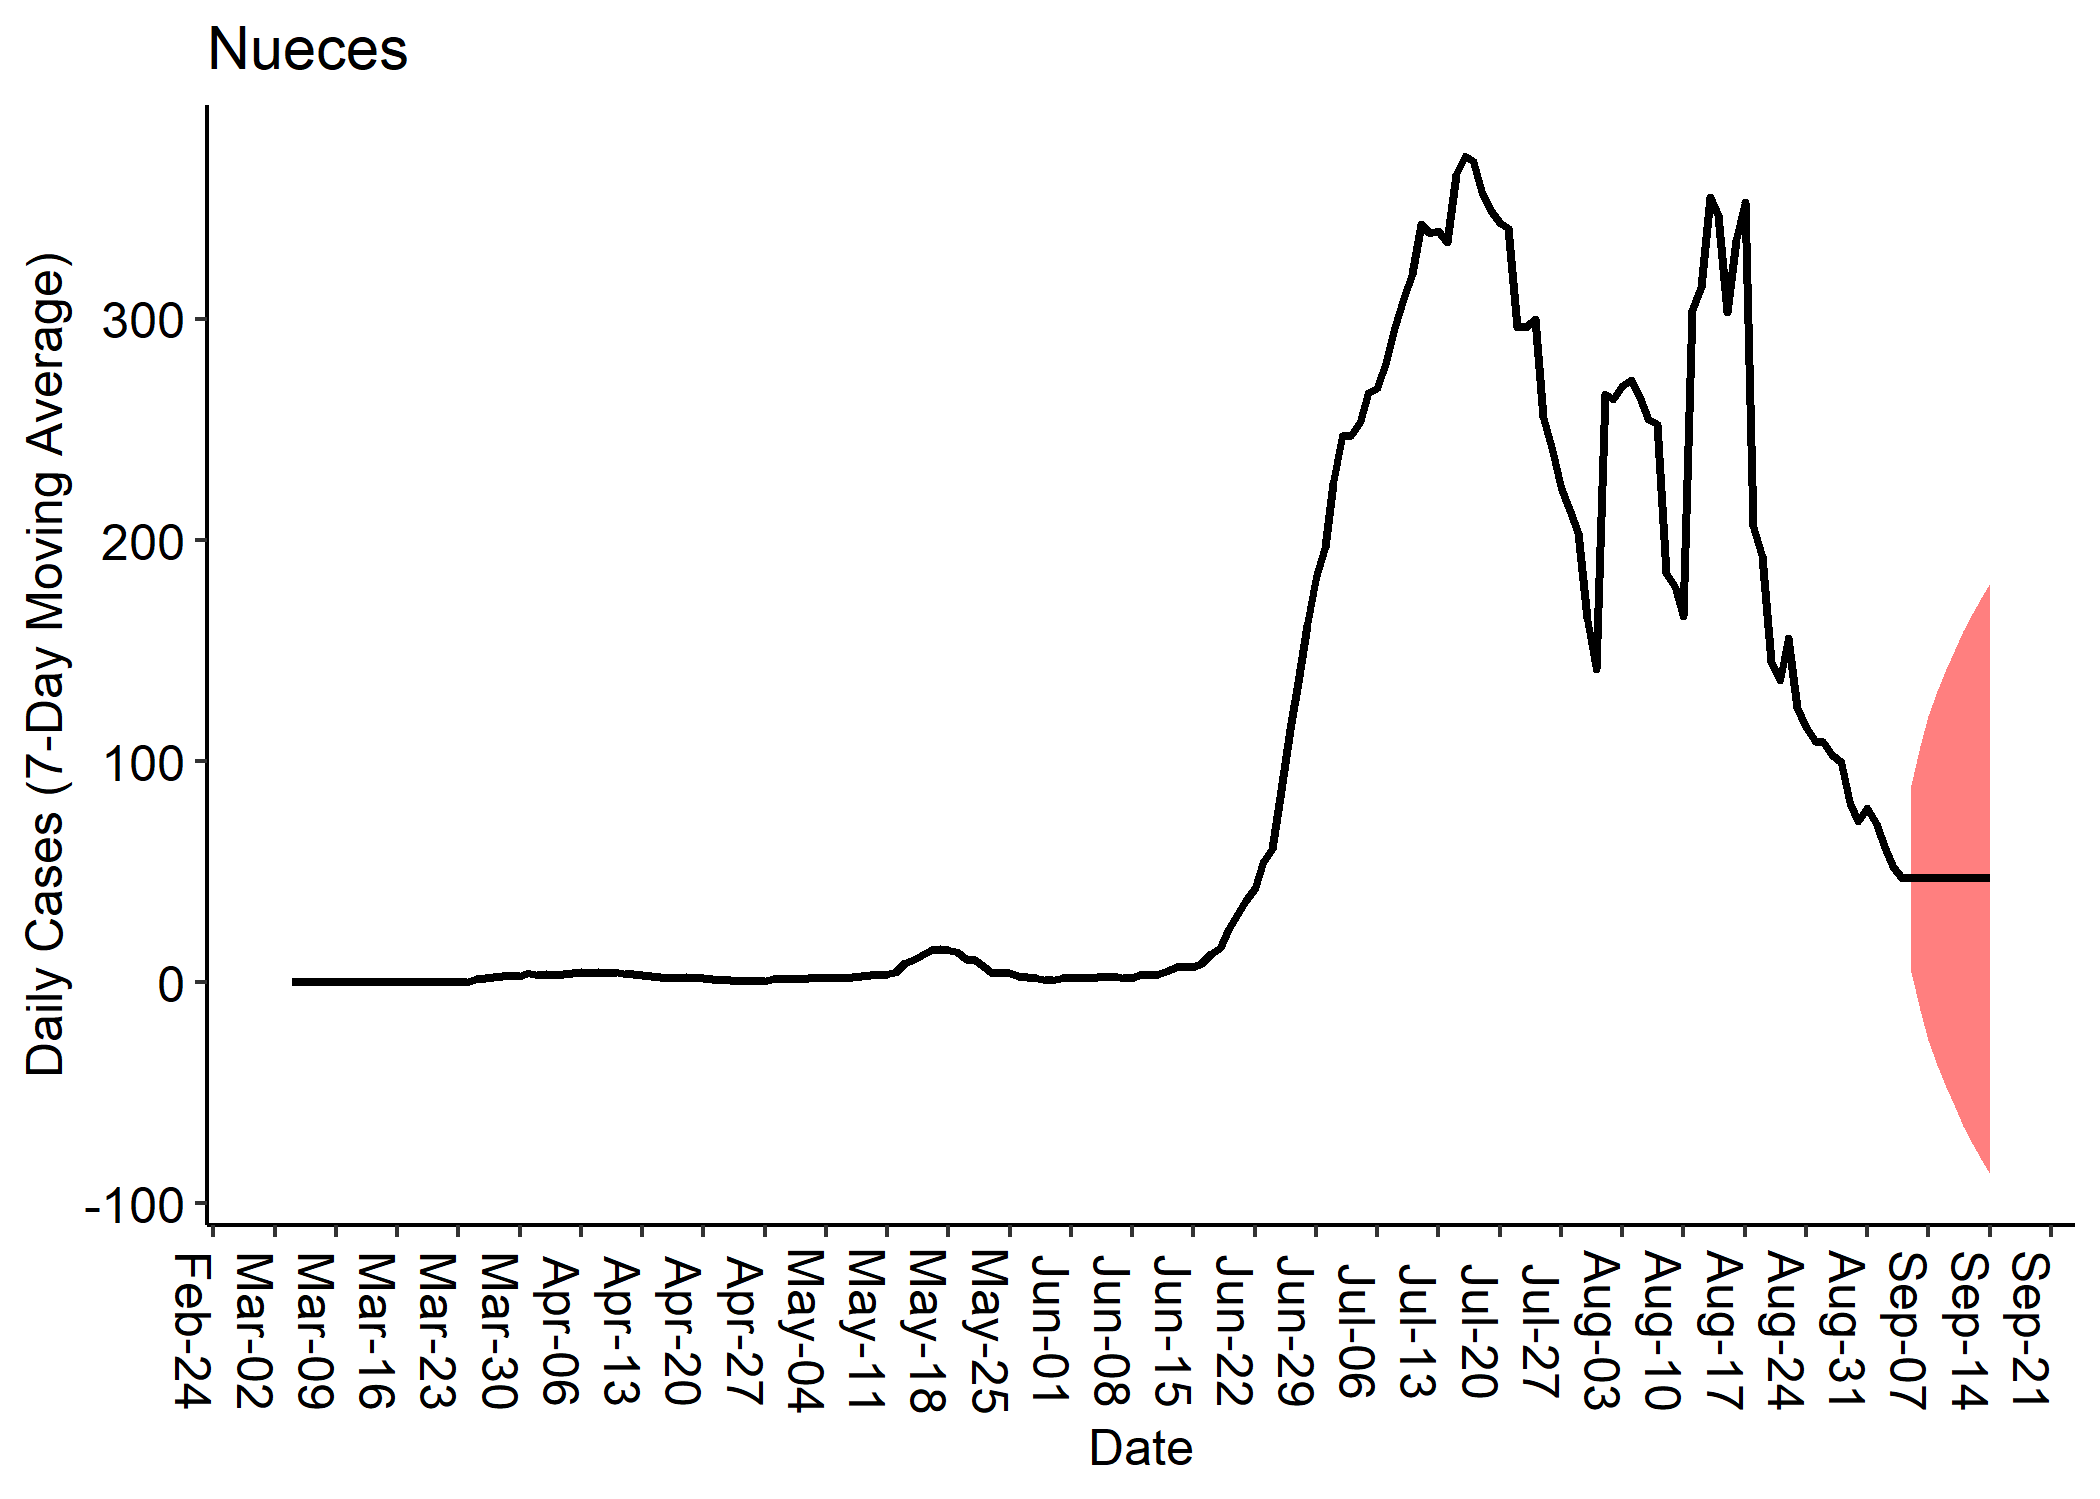 Nueces
Daily Cases (7-Day Moving Average)
300
200
100
0
-100
Feb-24
Mar-02
Mar-09
Mar-16
Mar-23
Mar-30
Apr-06
Apr-13
Apr-20
Apr-27
May-04
May-11
May-18
May-25
Jun-01
Jun-08
Jun-15
Jun-22
Jun-29
Jul-06
Jul-13
Jul-20
Jul-27
Aug-03
Aug-10
Aug-17
Aug-24
Aug-31
Sep-07
Sep-14
Sep-21
Date